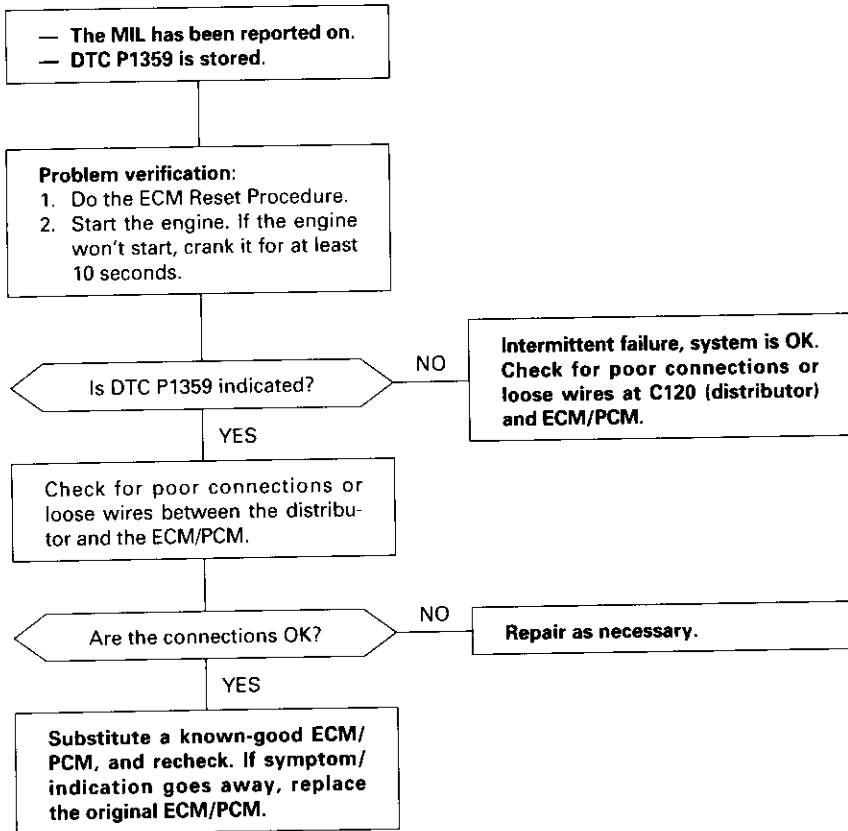 — The MIL has been reported on.
— DTC P1359 is stored.
Problem verification:
1. Do the ECM Reset Procedure.
2. Start the engine. If the engine
won't start, crank it for at least
10 seconds.
Is DTC P1359 indicated?
NO
Intermittent failure, system is OK.
Check for poor connections or
loose wires at C120 (distributor)
and ECM/PCM.
YES
Check for poor connections or
loose wires between the distribu-
tor and the ECM/PCM.
Are the connections OK?
NO
Repair as necessary.
YES
Substitute a known-good ECM/
PCM, and recheck. If symptom/
indication goes away, replace
the original ECM/PCM.